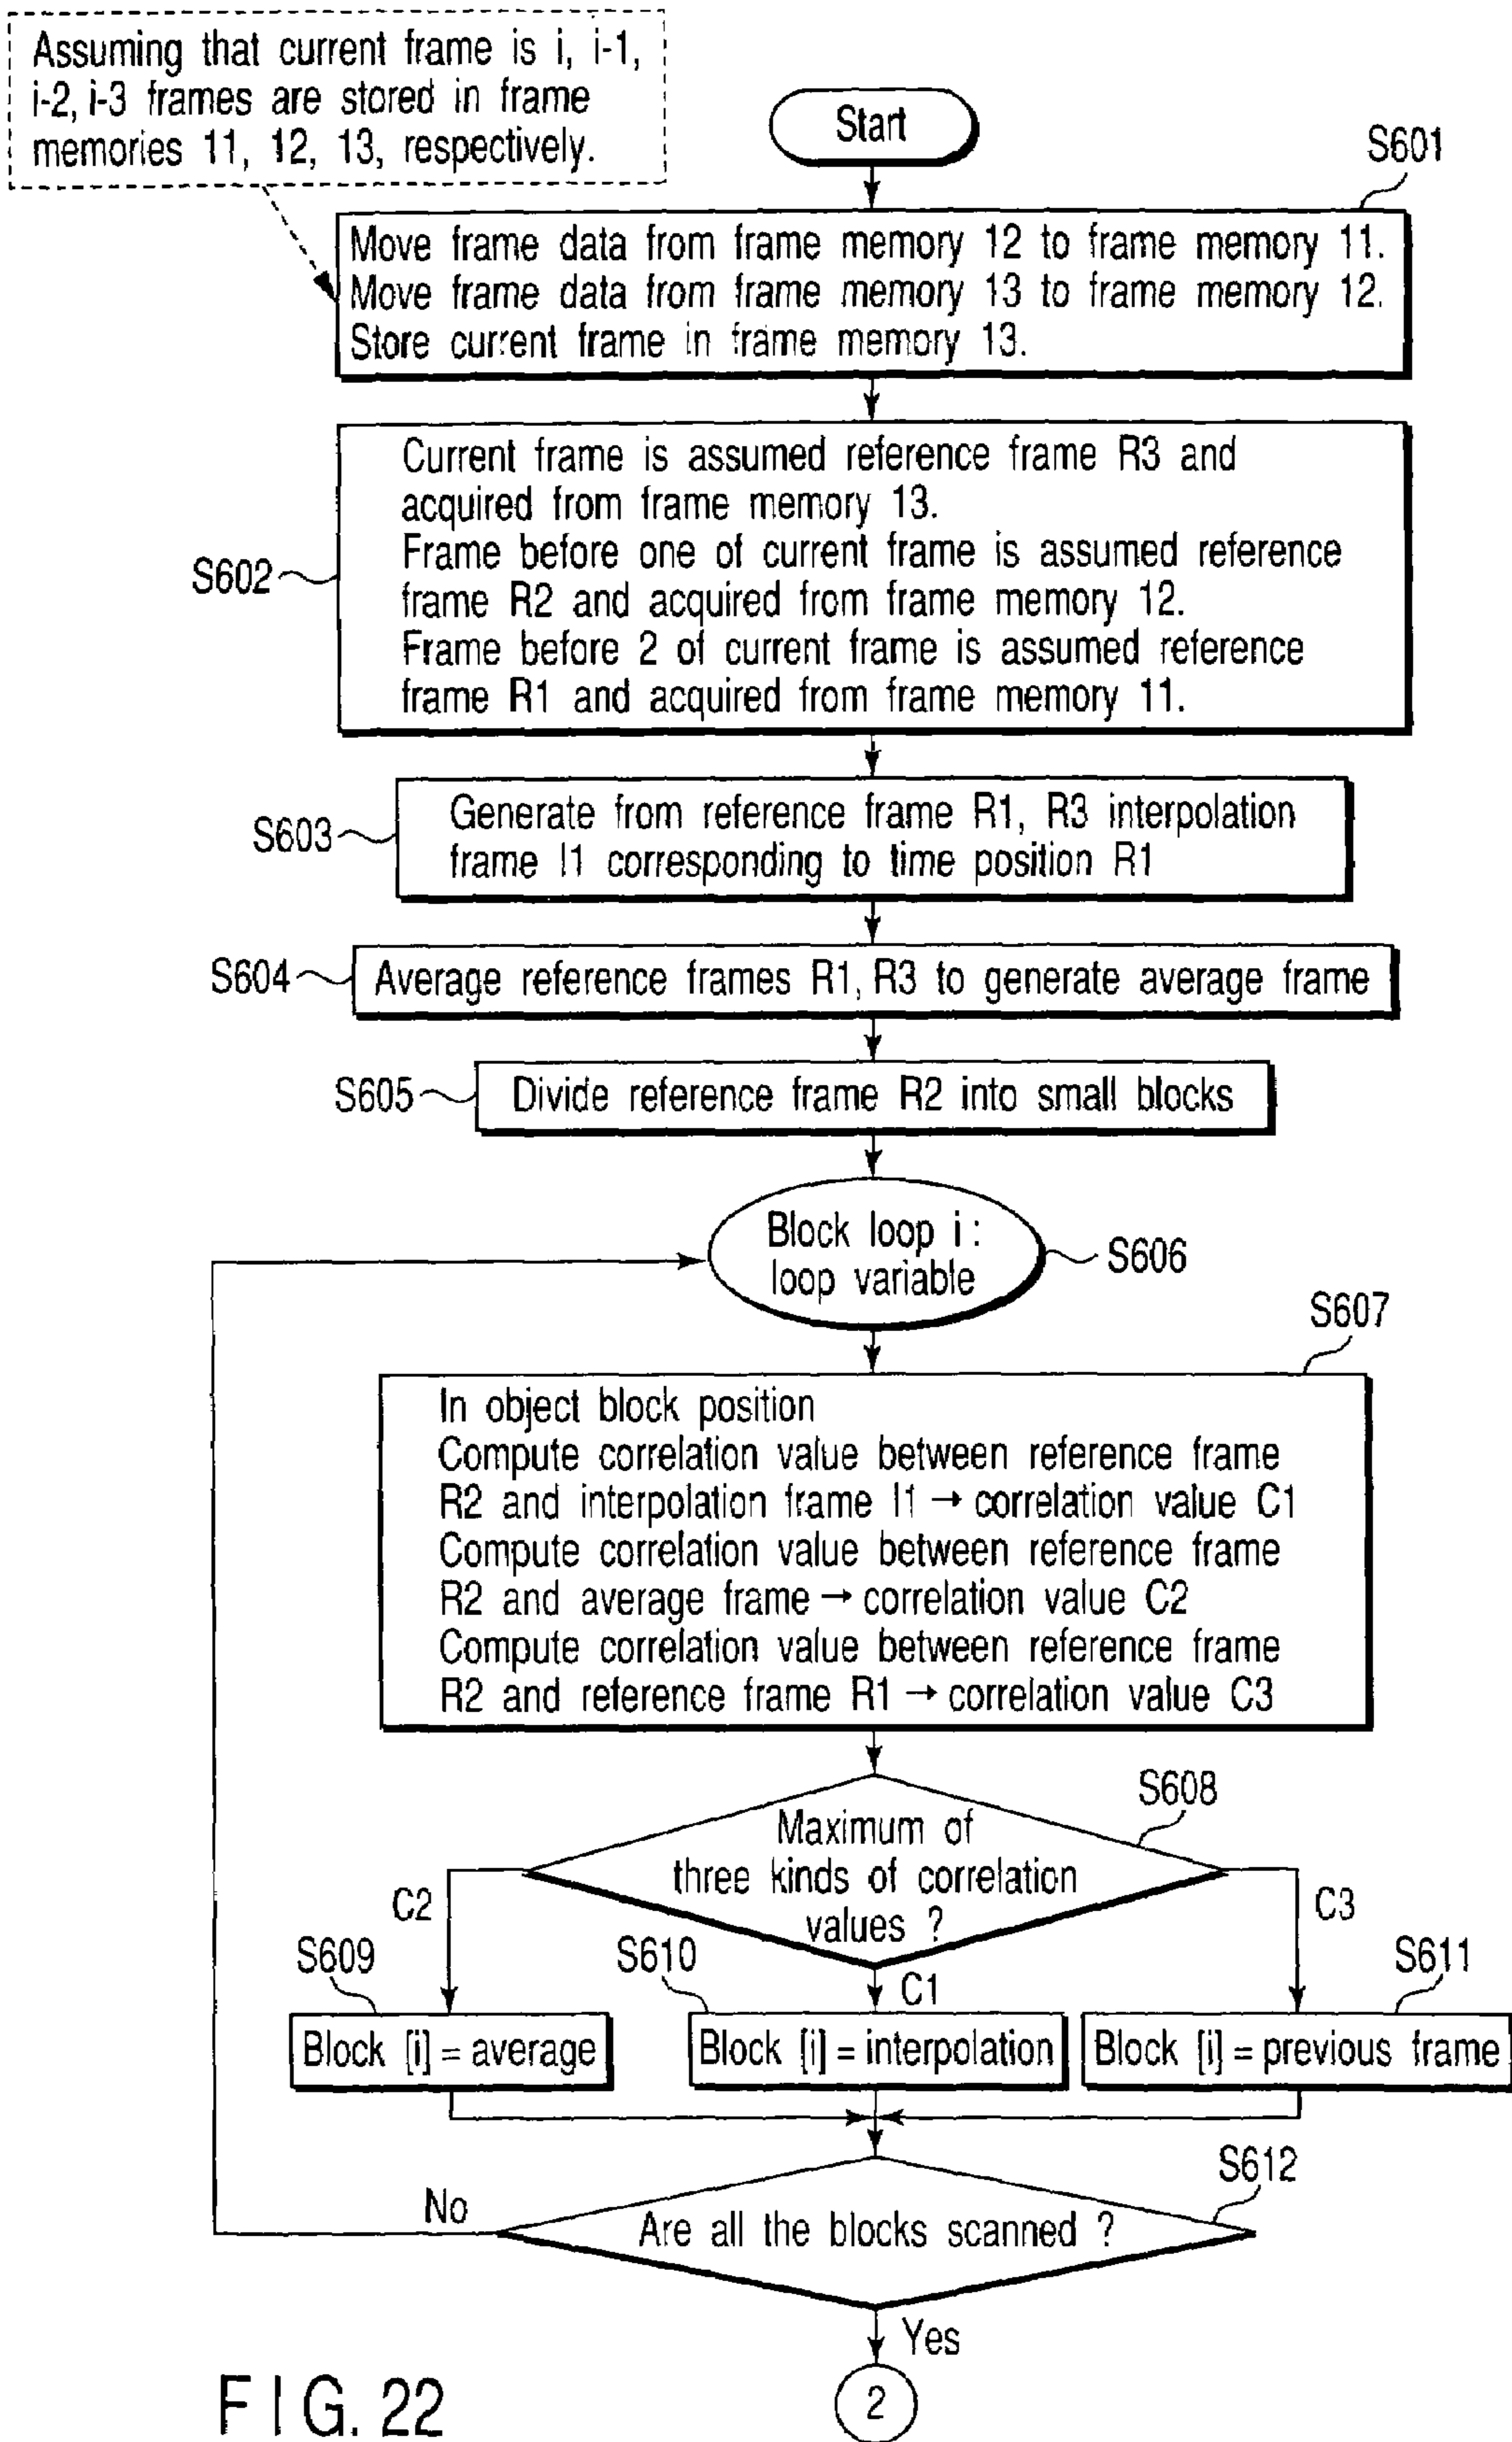 Assuming that current frame is i, i-1,
i-2, i-3 frames are stored in frame
memories 11, 12, 13, respectively.
Start
S601
Move frame data from frame memory 12 to frame memory 11.
Move frame data from frame memory 13 to frame memory 12.
Store current frame in frame memory 13.
S602
Current frame is assumed reference frame R3 and
acquired from frame memory 13.
Frame before one of current frame is assumed reference
frame R2 and acquired from frame memory 12.
Frame before 2 of current frame is assumed reference
frame R1 and acquired from frame memory 11.
S603
Generate from reference frame R1, R3 interpolation
frame I1 corresponding to time position R1
S604
Average reference frames R1, R3 to generate average frame
S605
Divide reference frame R2 into small blocks
Block loop i :
loop variable
S606
S607
In object block position
Compute correlation value between reference frame
R2 and interpolation frame I1 → correlation value C1
Compute correlation value between reference frame
R2 and average frame → correlation value C2
Compute correlation value between reference frame
R2 and reference frame R1 → correlation value C3
S608
Maximum of
three kinds of correlation
values ?
C2
C3
C1
S609
S610
S611
Block [i] = average
Block [i] = interpolation
Block [i] = previous frame
S612
No
Are all the blocks scanned ?
Yes
2
FIG. 22